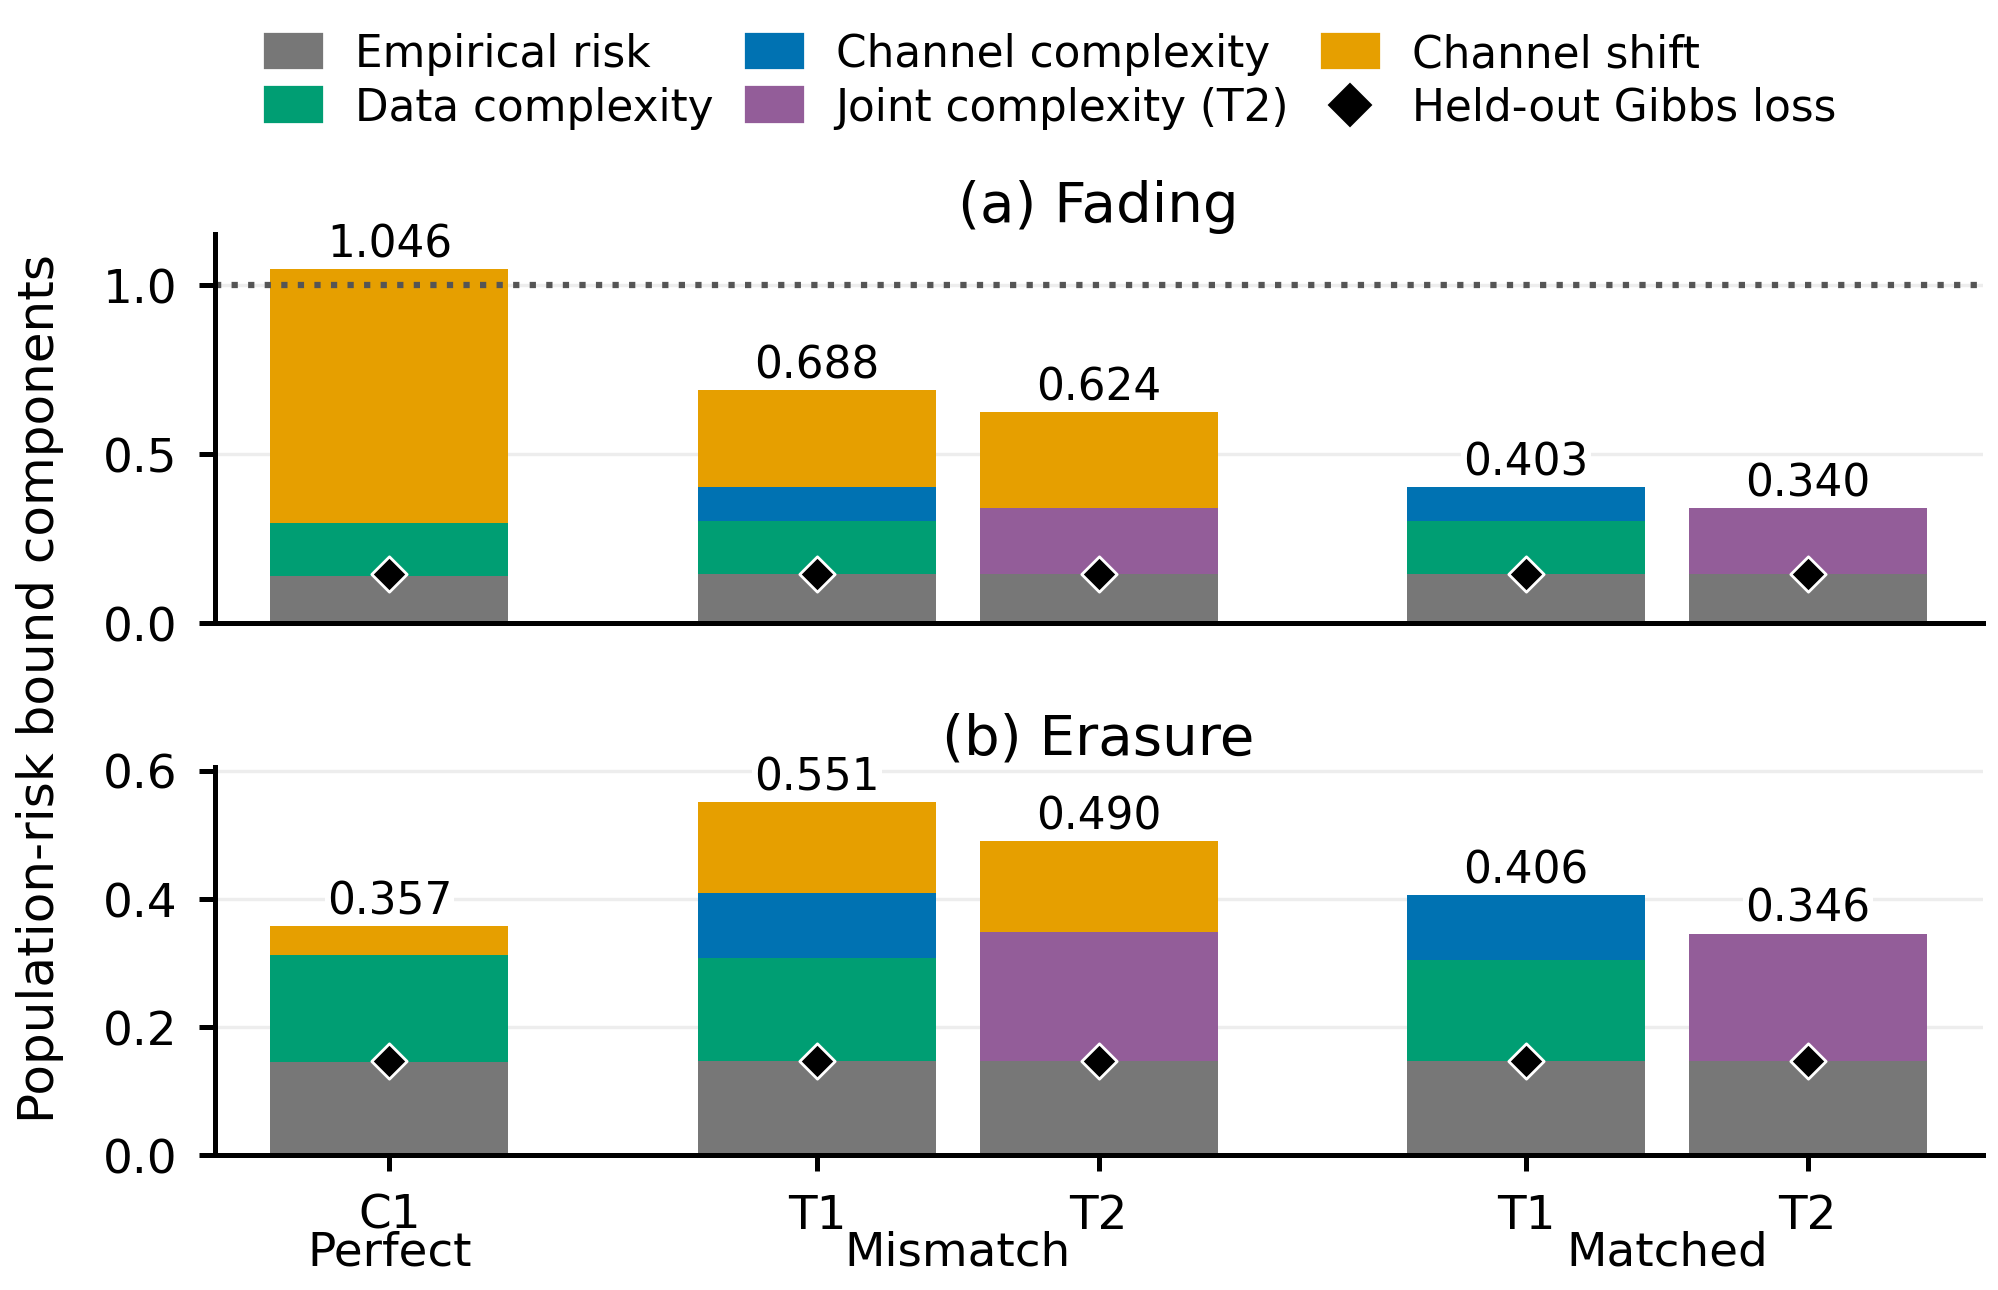 Empirical risk
Channel complexity
Channel shift
Data complexity
Joint complexity (T2)
Held-out Gibbs loss
Population-risk bound components
(a) Fading
1.046
1.0
0.688
0.624
0.5
0.403
0.340
0.0
(b) Erasure
0.6
0.551
0.490
0.406
0.4
0.357
0.346
0.2
0.0
C1
T1
T2
T1
T2
Perfect
Mismatch
Matched